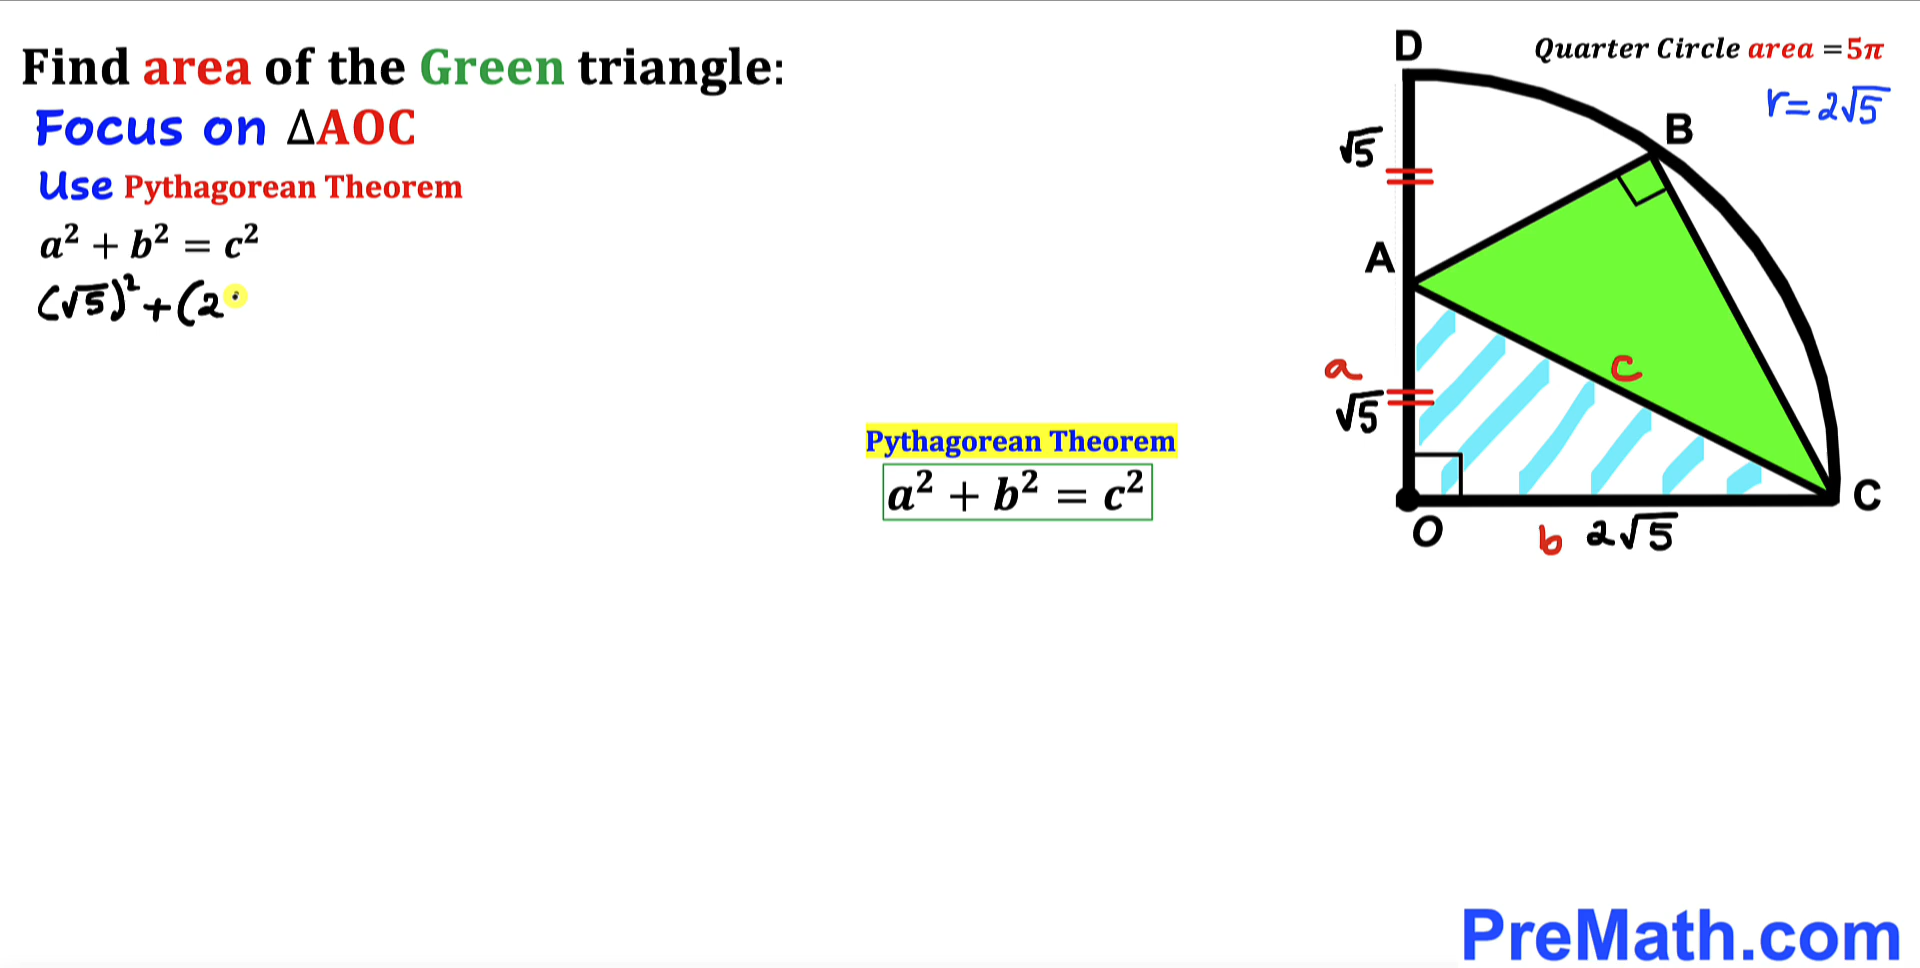 Find area of the Green triangle:
Focus on ΔAOC
Use Pythagorean Theorem
a² + b² = c²
(√5)² + (2
Pythagorean Theorem
a² + b² = c²
D
Quarter Circle area = 5π
r = 2√5
B
√5
A
a
c
√5
C
O
b 2√5
PreMath.com